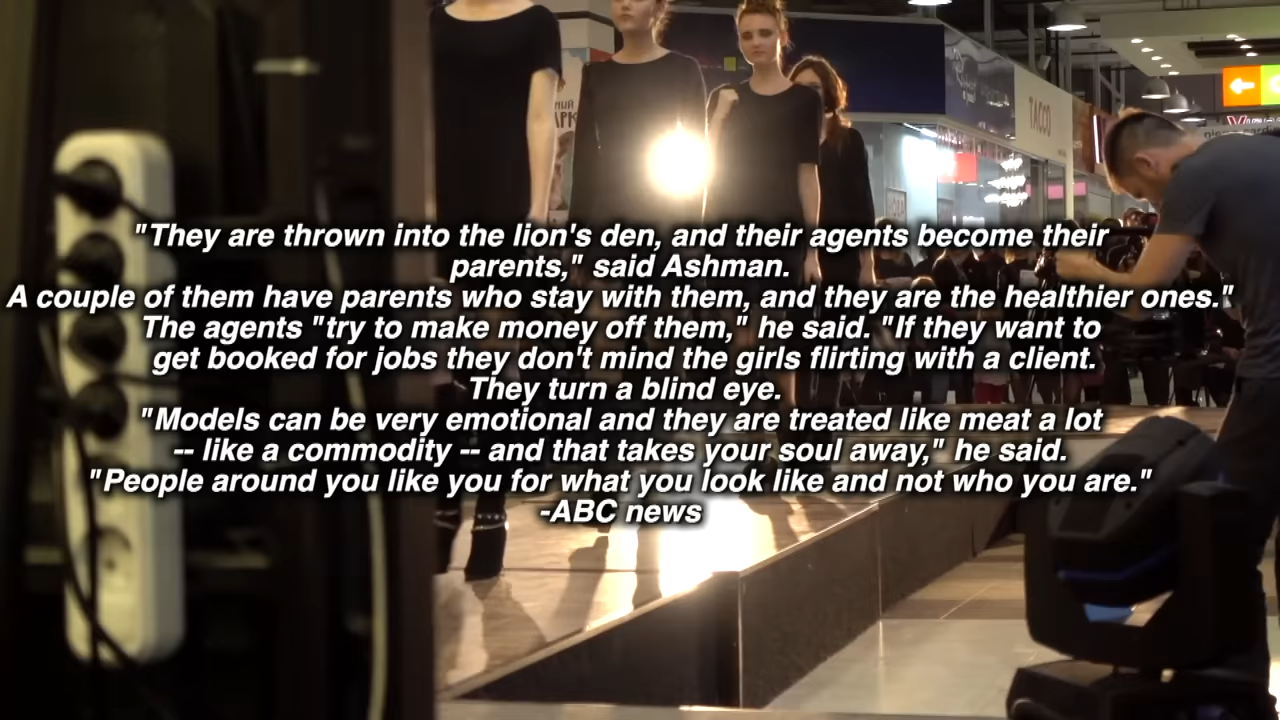 "They are thrown into the lion's den, and their agents become their
parents," said Ashman.
A couple of them have parents who stay with them, and they are the healthier ones."
The agents "try to make money off them," he said. "If they want to
get booked for jobs they don't mind the girls flirting with a client.
They turn a blind eye.
"Models can be very emotional and they are treated like meat a lot
-- like a commodity -- and that takes your soul away," he said.
"People around you like you for what you look like and not who you are."
-ABC news
TACCO